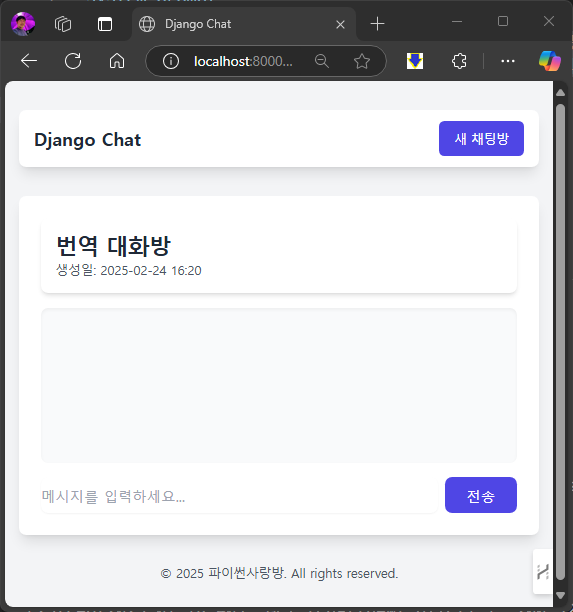 Django Chat
localhost:8000...
Django Chat
새 채팅방
번역 대화방
생성일: 2025-02-24 16:20
메시지를 입력하세요...
전송
© 2025 파이썬사랑방. All rights reserved.